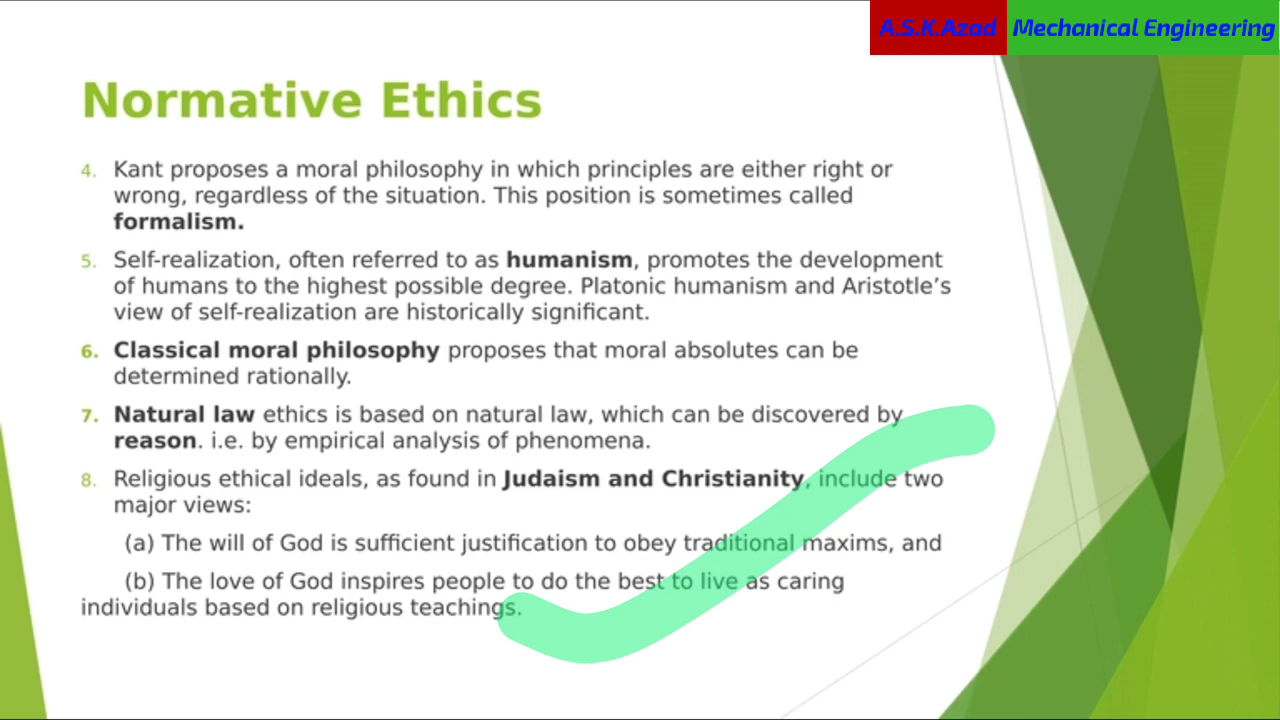 A.S.K.Azad Mechanical Engineering
Normative Ethics
4. Kant proposes a moral philosophy in which principles are either right or
wrong, regardless of the situation. This position is sometimes called
formalism.
5. Self-realization, often referred to as humanism, promotes the development
of humans to the highest possible degree. Platonic humanism and Aristotle’s
view of self-realization are historically significant.
6. Classical moral philosophy proposes that moral absolutes can be
determined rationally.
7. Natural law ethics is based on natural law, which can be discovered by
reason. i.e. by empirical analysis of phenomena.
8. Religious ethical ideals, as found in Judaism and Christianity, include two
major views:
(a) The will of God is sufficient justification to obey traditional maxims, and
(b) The love of God inspires people to do the best to live as caring
individuals based on religious teachings.